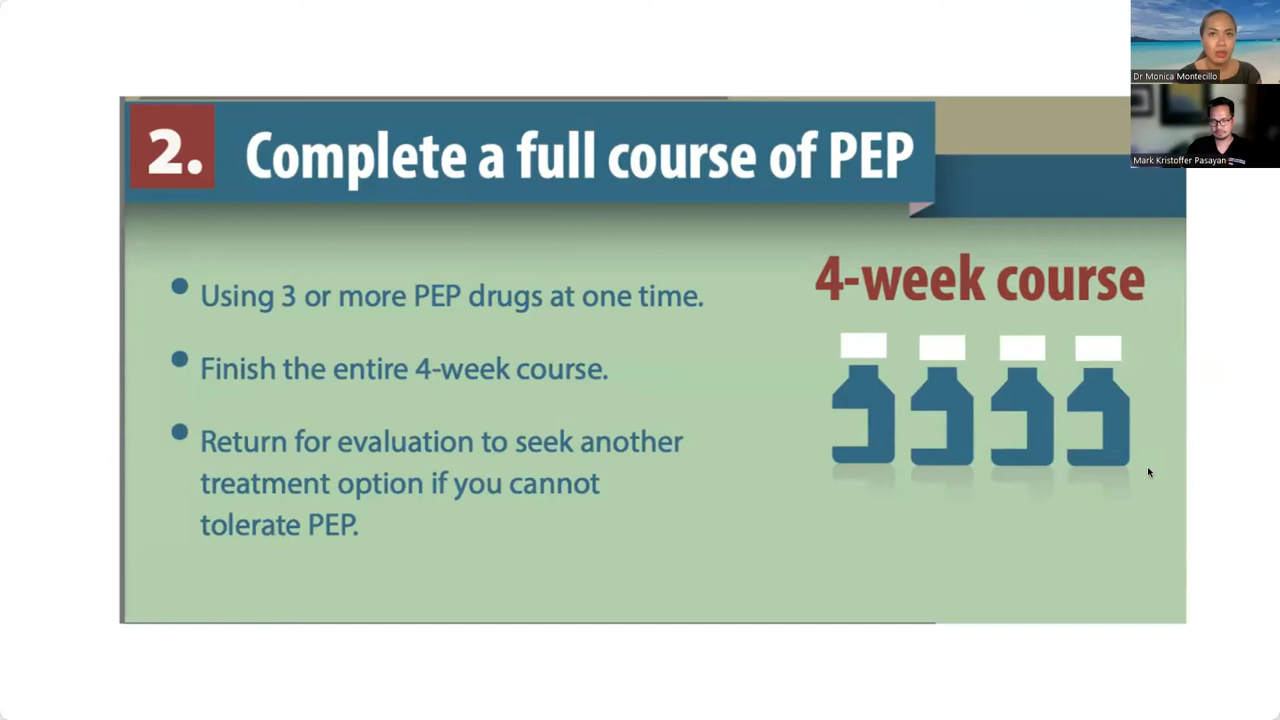 Dr Monica Montecillo
Mark Kristoffer Pasayan
2. Complete a full course of PEP
• Using 3 or more PEP drugs at one time.
• Finish the entire 4-week course.
• Return for evaluation to seek another
treatment option if you cannot
tolerate PEP.
4-week course